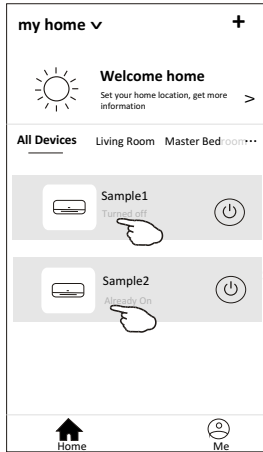 my home
Welcome home
Set your home location, get more
information
All Devices Living Room Master Bedroom
Sample1
Turned off
Sample2
Already On
Home Me